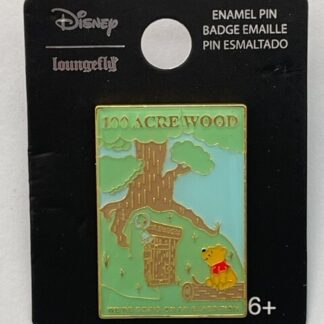 Disney
Loungefly
ENAMEL PIN
BADGE EMAILLE
PIN ESMALTADO
100 ACRE WOOD
6+